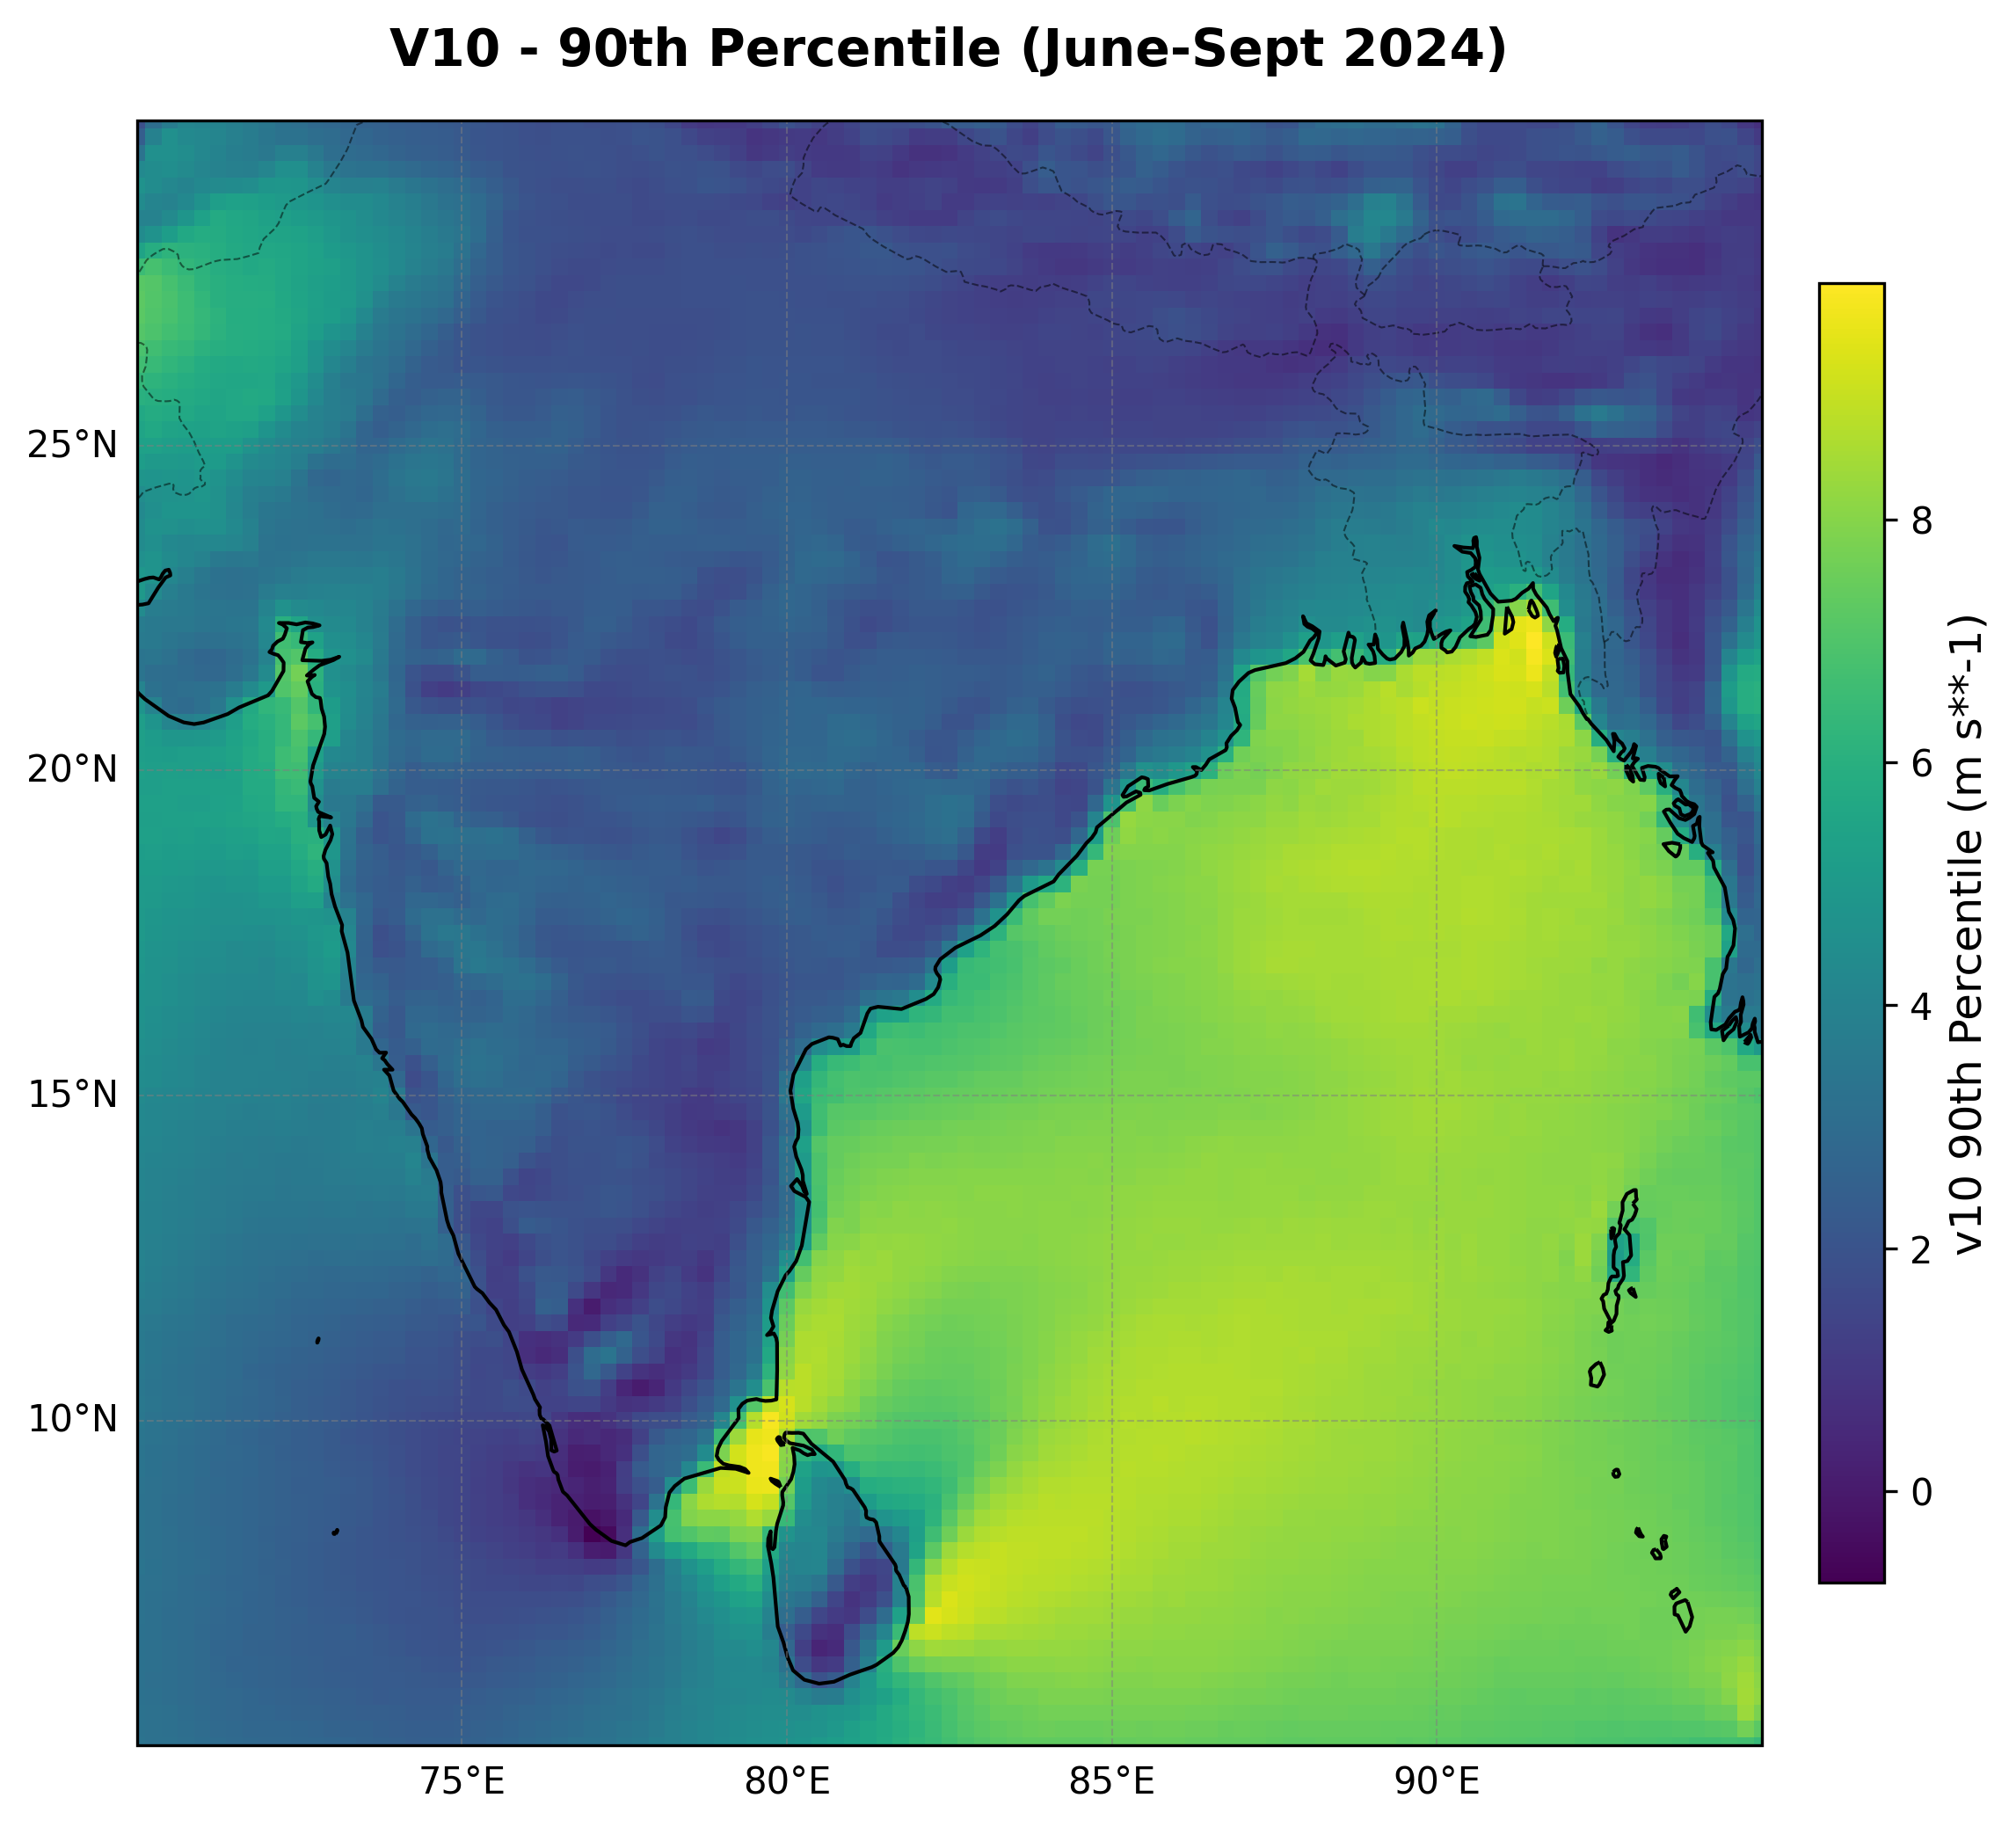 V10 - 90th Percentile (June-Sept 2024)
25°N
20°N
15°N
10°N
75°E
80°E
85°E
90°E
8
6
4
2
0
v10 90th Percentile (m s**-1)